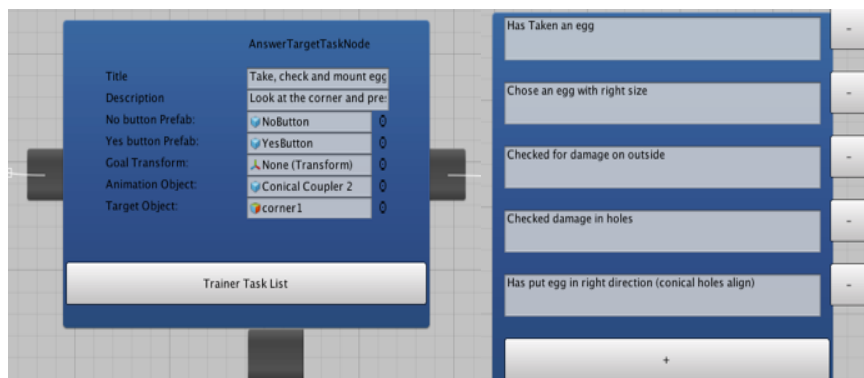 AnswerTargetTaskNode
Title Take, check and mount egg
Description Look at the corner and pre
No button Prefab: NoButton
Yes button Prefab: YesButton
Goal Transform: None (Transform)
Animation Object: Conical Coupler 2
Target Object: corner1
Trainer Task List
Has Taken an egg -
Chose an egg with right size -
Checked for damage on outside -
Checked damage in holes -
Has put egg in right direction (conical holes align) -
+